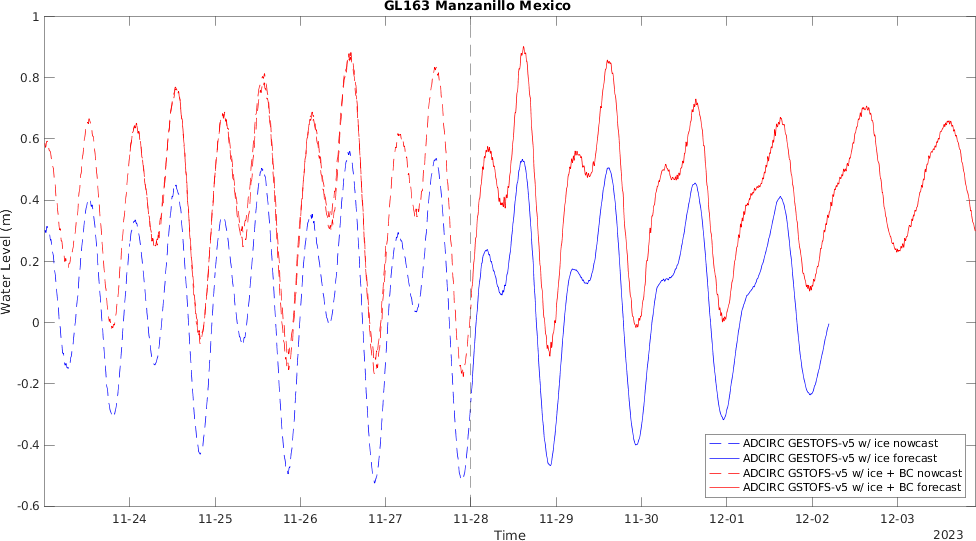 GL163 Manzanillo Mexico
1
0.8
0.6
0.4
0.2
0
-0.2
-0.4
-0.6
Water Level (m)
ADCIRC GESTOFS-v5 w/ ice nowcast
ADCIRC GESTOFS-v5 w/ ice forecast
ADCIRC GSTOFS-v5 w/ ice + BC nowcast
ADCIRC GSTOFS-v5 w/ ice + BC forecast
11-24 11-25 11-26 11-27 11-28 11-29 11-30 12-01 12-02 12-03
Time
2023